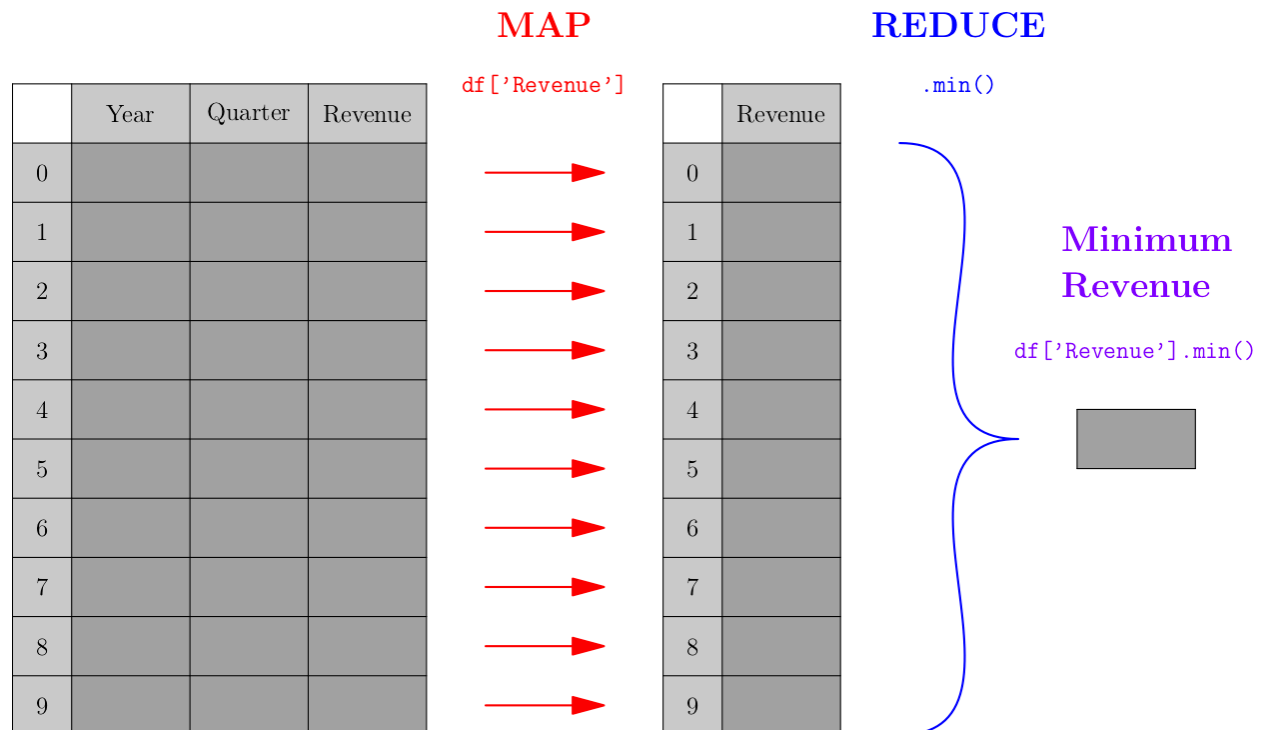 MAP REDUCE
df['Revenue'] .min()
Year Quarter Revenue Revenue
0 0
1 1
Minimum
2 2
Revenue
3 3
df['Revenue'].min()
4 4
5 5
6 6
7 7
8 8
9 9